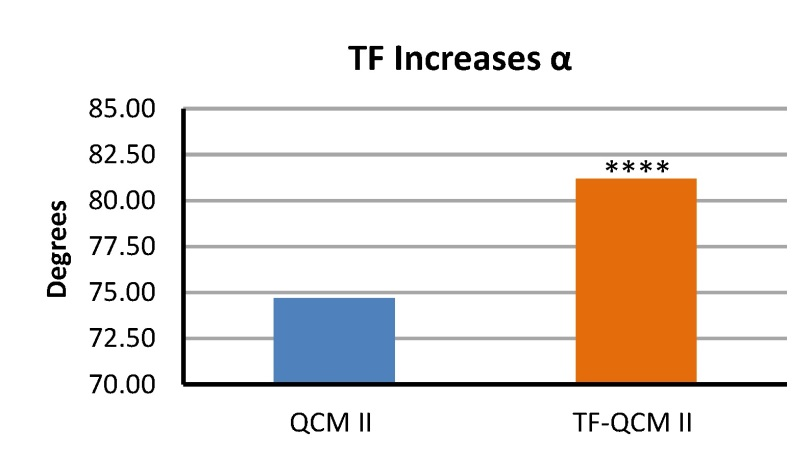 TF Increases α
85.00
82.50
80.00
77.50
75.00
72.50
70.00
Degrees
****
QCM II
TF-QCM II